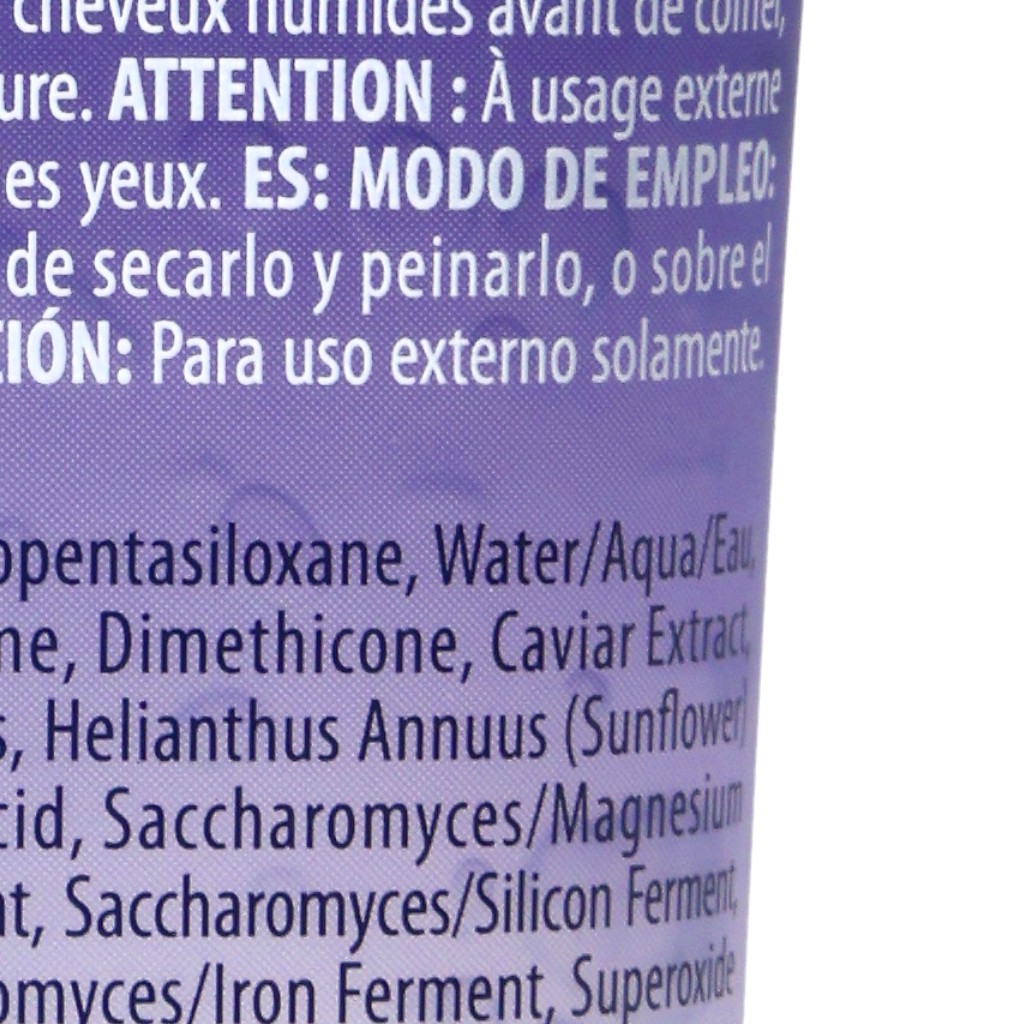 cheveux humides avant de coiffer,
ure. ATTENTION : À usage externe
es yeux. ES: MODO DE EMPLEO:
de secarlo y peinarlo, o sobre el
IÓN: Para uso externo solamente.
opentasiloxane, Water/Aqua/Eau,
ne, Dimethicone, Caviar Extract,
s, Helianthus Annuus (Sunflower)
cid, Saccharomyces/Magnesium
nt, Saccharomyces/Silicon Ferment,
omyces/Iron Ferment, Superoxide